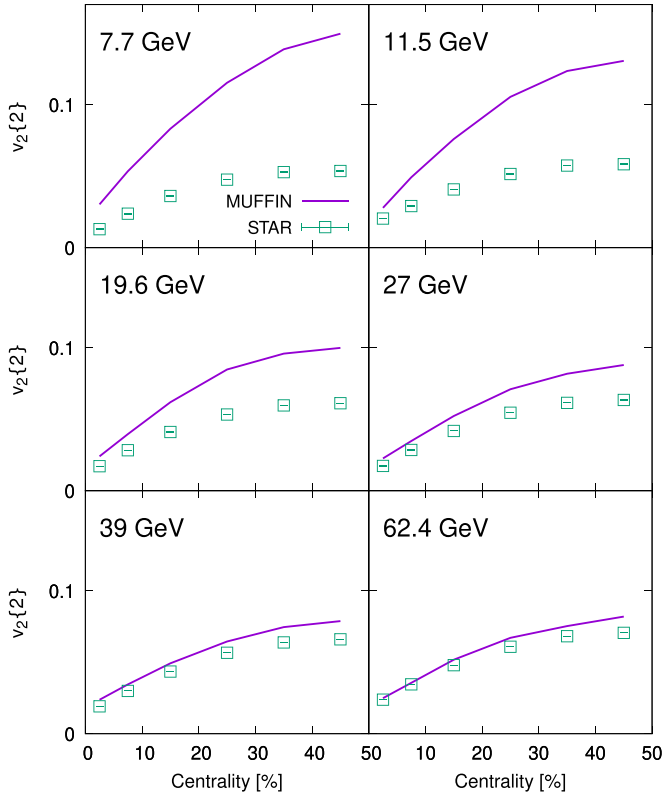 7.7 GeV
11.5 GeV
v2{2}
0.1
0
MUFFIN
STAR
19.6 GeV
27 GeV
v2{2}
0.1
0
39 GeV
62.4 GeV
v2{2}
0.1
0
0 10 20 30 40 50 10 20 30 40 50
Centrality [%] Centrality [%]